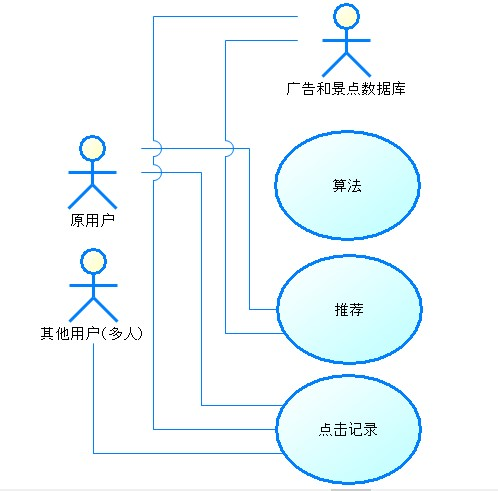 广告和景点数据库
算法
原用户
推荐
其他用户(多人)
点击记录